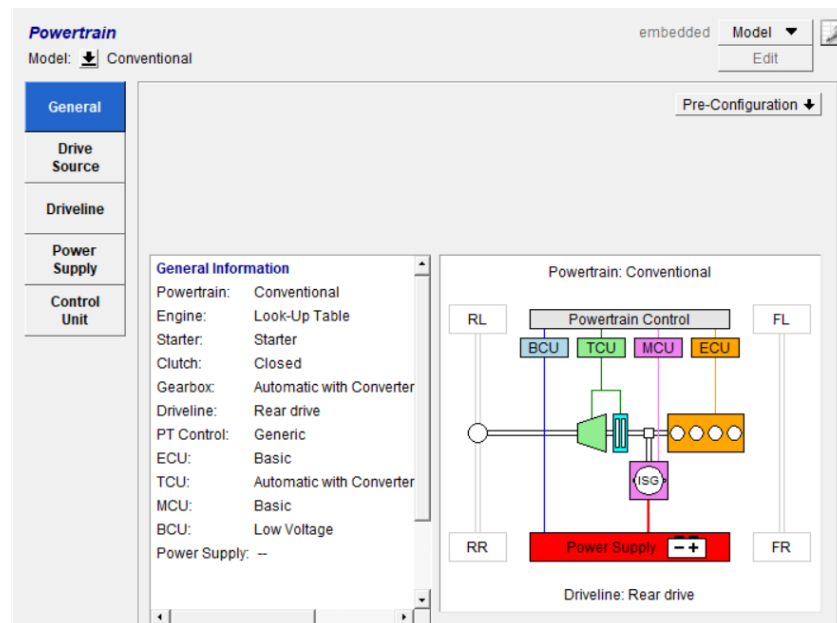 Powertrain
embedded Model
Model: Conventional
Edit
General
Drive
Source
Driveline
Power
Supply
Control
Unit
Pre-Configuration
General Information
Powertrain: Conventional
Engine: Look-Up Table
Starter: Starter
Clutch: Closed
Gearbox: Automatic with Converter
Driveline: Rear drive
PT Control: Generic
ECU: Basic
TCU: Automatic with Converter
MCU: Basic
BCU: Low Voltage
Power Supply: --
Powertrain: Conventional
RL Powertrain Control FL
BCU TCU MCU ECU
ISG
RR Power Supply - + FR
Driveline: Rear drive